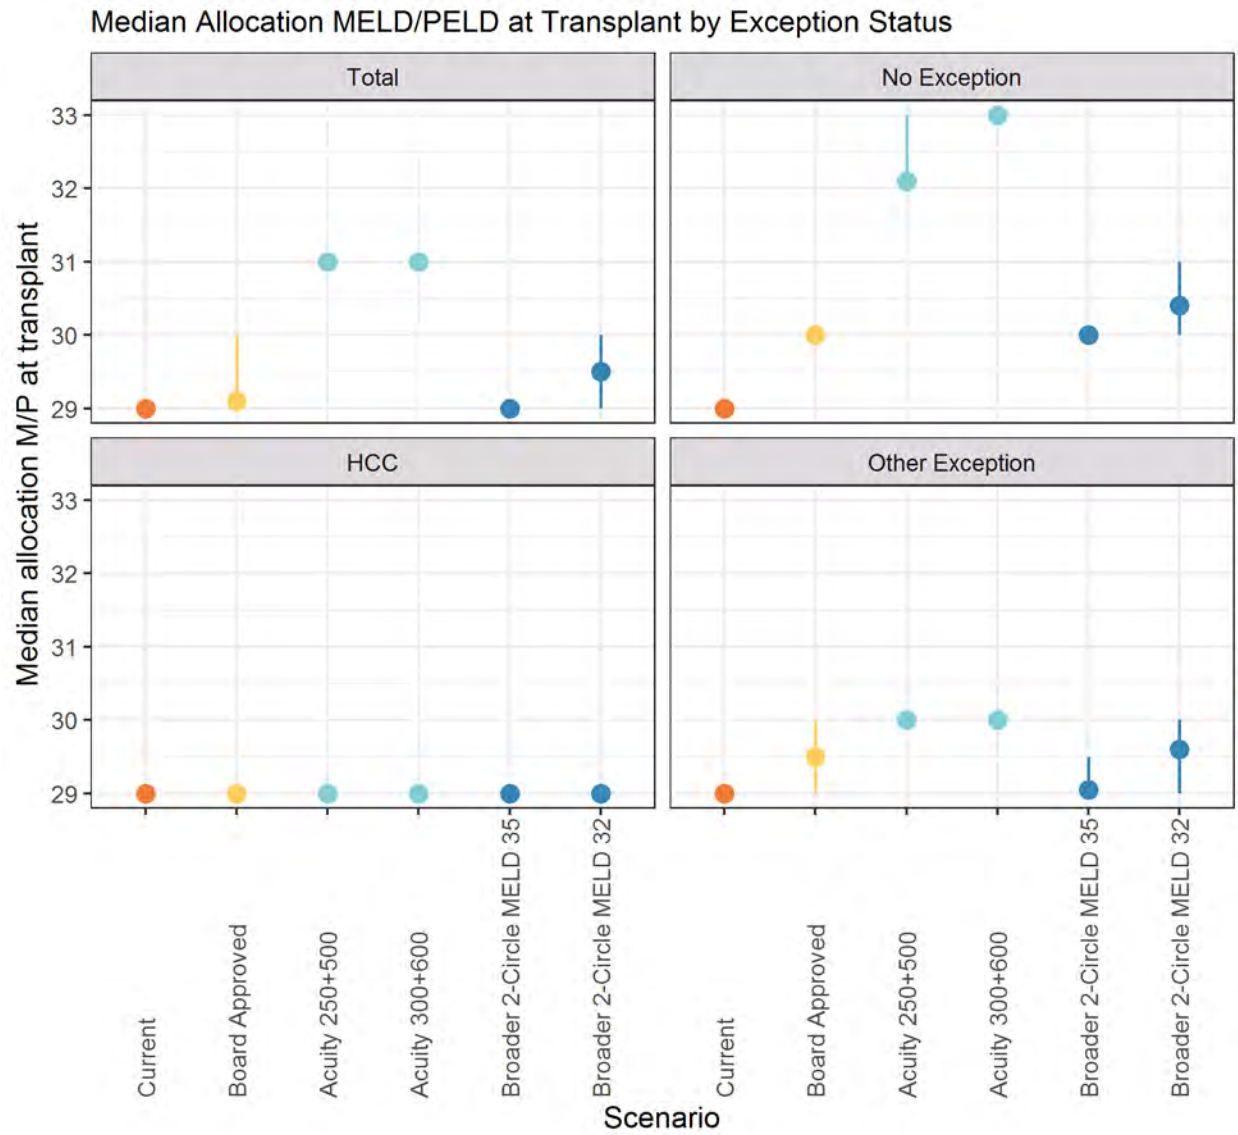 Median Allocation MELD/PELD at Transplant by Exception Status
Total
No Exception
33
32
31
30
29
HCC
Other Exception
33
32
31
30
29
Median allocation M/P at transplant
Current
Board Approved
Acuity 250+500
Acuity 300+600
Broader 2-Circle MELD 35
Broader 2-Circle MELD 32
Current
Board Approved
Acuity 250+500
Acuity 300+600
Broader 2-Circle MELD 35
Broader 2-Circle MELD 32
Scenario